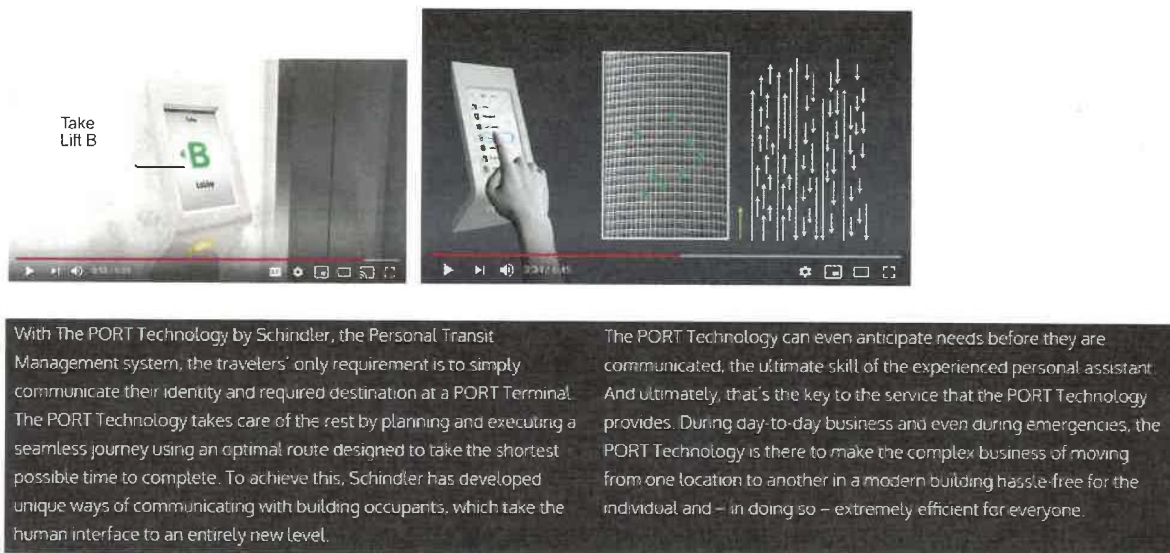 Take
Lift B
B
Lobby
With The PORT Technology by Schindler, the Personal Transit
Management system, the travelers' only requirement is to simply
communicate their identity and required destination at a PORT Terminal.
The PORT Technology takes care of the rest by planning and executing a
seamless journey using an optimal route designed to take the shortest
possible time to complete. To achieve this, Schindler has developed
unique ways of communicating with building occupants, which take the
human interface to an entirely new level.
The PORT Technology can even anticipate needs before they are
communicated, the ultimate skill of the experienced personal assistant.
And ultimately, that's the key to the service that the PORT Technology
provides. During day-to-day business and even during emergencies, the
PORT Technology is there to make the complex business of moving
from one location to another in a modern building hassle-free for the
individual and – in doing so – extremely efficient for everyone.